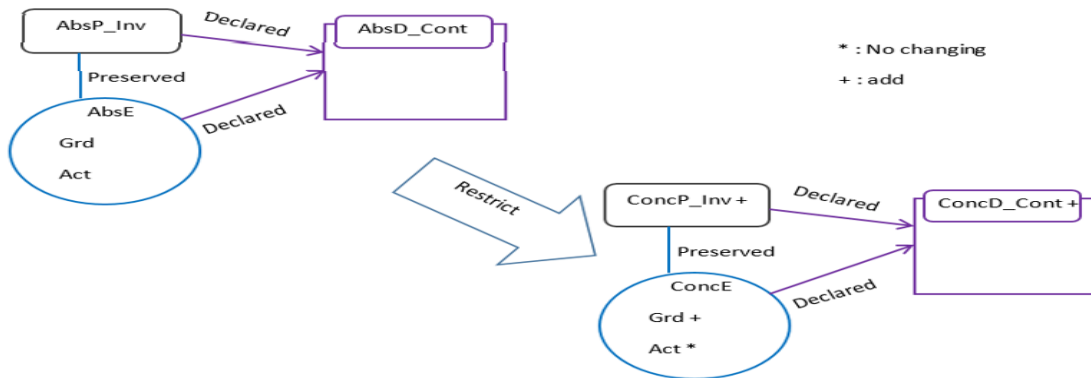 AbsP_Inv
Declared
AbsD_Cont
Preserved
Declared
AbsE
Grd
Act
* : No changing
+ : add
Restrict
ConcP_Inv +
Declared
ConcD_Cont +
Preserved
Declared
ConcE
Grd +
Act *